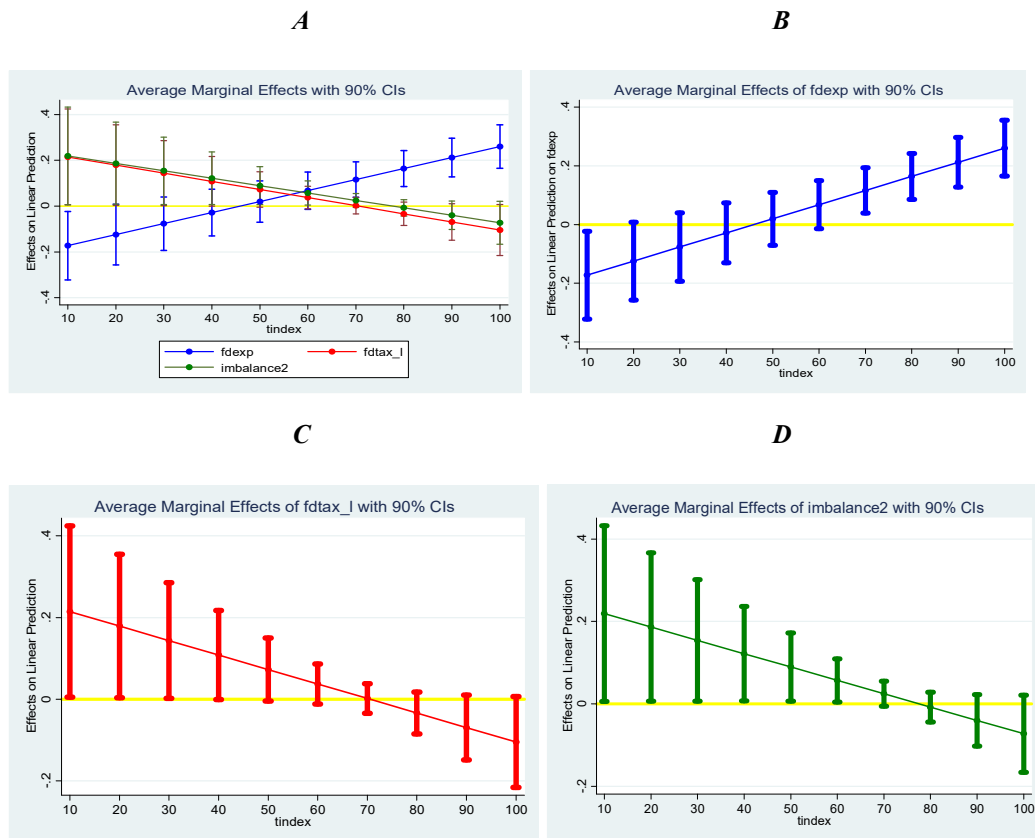 A
B
Average Marginal Effects with 90% CIs
Effects on Linear Prediction
.4
.2
0
-.2
-.4
10 20 30 40 50 60 70 80 90 100
tindex
fdexp fdtax_l
imbalance2
Average Marginal Effects of fdexp with 90% CIs
Effects on Linear Prediction on fdexp
.4
.2
0
-.2
-.4
10 20 30 40 50 60 70 80 90 100
tindex
C
D
Average Marginal Effects of fdtax_l with 90% CIs
Effects on Linear Prediction
.4
.2
0
-.2
10 20 30 40 50 60 70 80 90 100
tindex
Average Marginal Effects of imbalance2 with 90% CIs
Effects on Linear Prediction
.4
.2
0
-.2
10 20 30 40 50 60 70 80 90 100
tindex